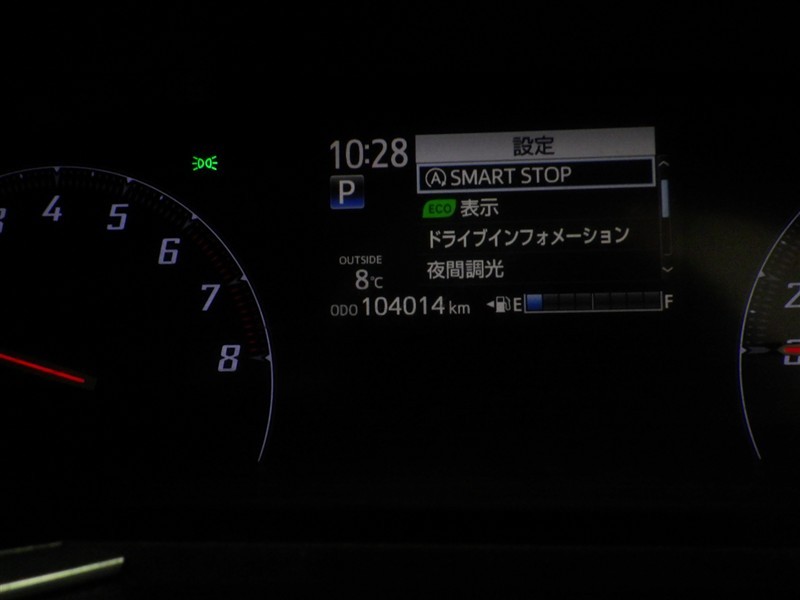 10:28
設定
P
SMART STOP
ECO 表示
ドライブインフォメーション
夜間調光
OUTSIDE
8℃
ODO 104014 km
E F
4
5
6
7
8
2